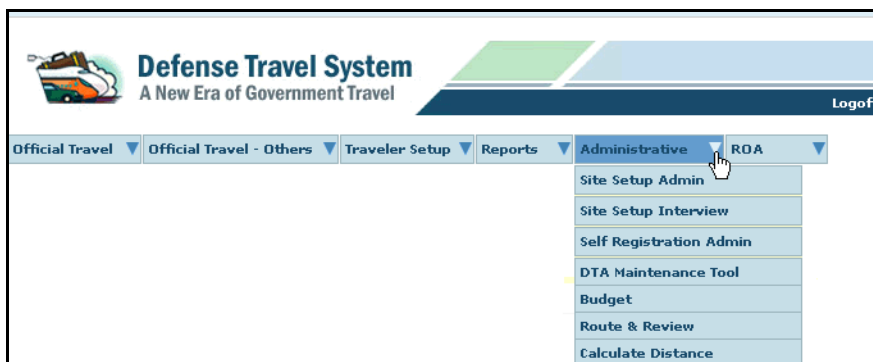 Defense Travel System
A New Era of Government Travel
Logof
Official Travel Official Travel - Others Traveler Setup Reports Administrative ROA
Site Setup Admin
Site Setup Interview
Self Registration Admin
DTA Maintenance Tool
Budget
Route & Review
Calculate Distance